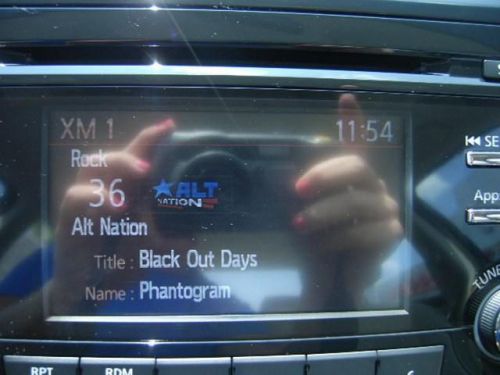 XM 1
11:54
Rock
36
ALT
NATION
Alt Nation
Title : Black Out Days
Name : Phantogram
SE
App
TUNE
RPT
RDM